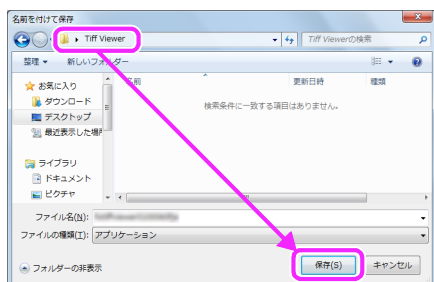 名前を付けて保存
Tiff Viewer
Tiff Viewerの検索
整理 新しいフォルダー
お気に入り
ダウンロード
デスクトップ
最近表示した場所
ライブラリ
ドキュメント
ピクチャ
名前 更新日時 種類
検索条件に一致する項目はありません。
ファイル名(N):
ファイルの種類(T): アプリケーション
フォルダーの非表示
保存(S) キャンセル